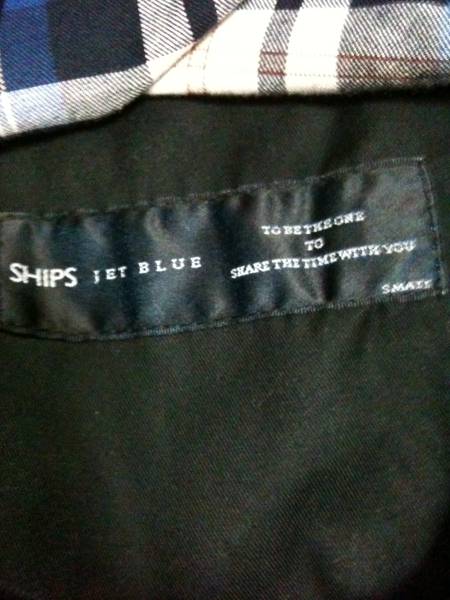 SHIPS JET BLUE
TO BE THE ONE
TO
SHARE THE TIME WITH YOU
SMALL